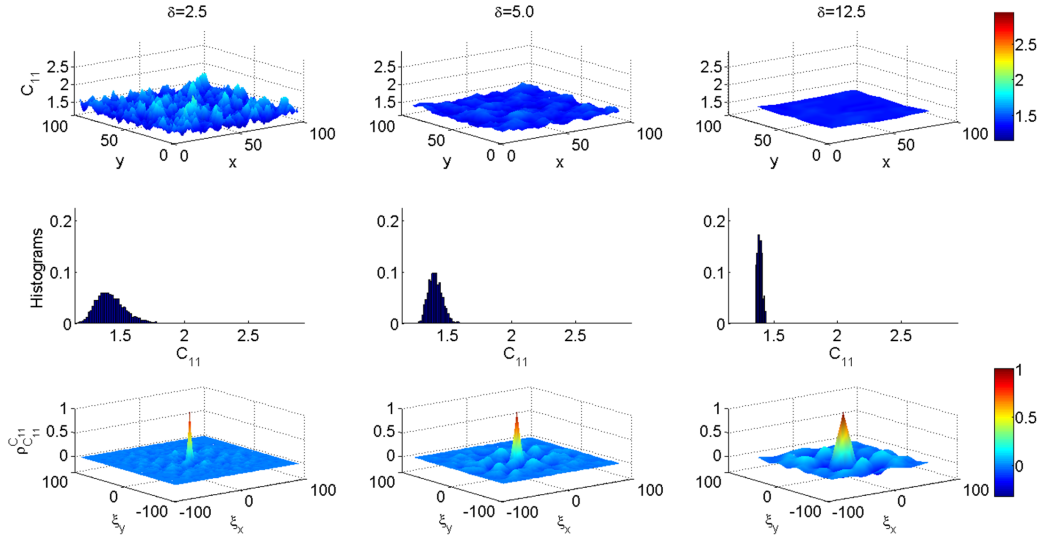 δ=2.5 δ=5.0 δ=12.5
C11 2.5 2 1.5 100 50 0 y 0 50 100 x
2.5 2 1.5 100 50 0 y 0 50 100 x
2.5 2 1.5 100 50 0 y 0 50 100 x
2.5 2 1.5
Histograms 0.2 0.1 0 1.5 2 2.5 C11
0.2 0.1 0 1.5 2 2.5 C11
0.2 0.1 0 1.5 2 2.5 C11
ρC11C11 1 0.5 0 100 0 -100 ξy -100 0 100 ξx
1 0.5 0 100 0 -100 ξy -100 0 100 ξx
1 0.5 0 100 0 -100 ξy -100 0 100 ξx
1 0.5 0